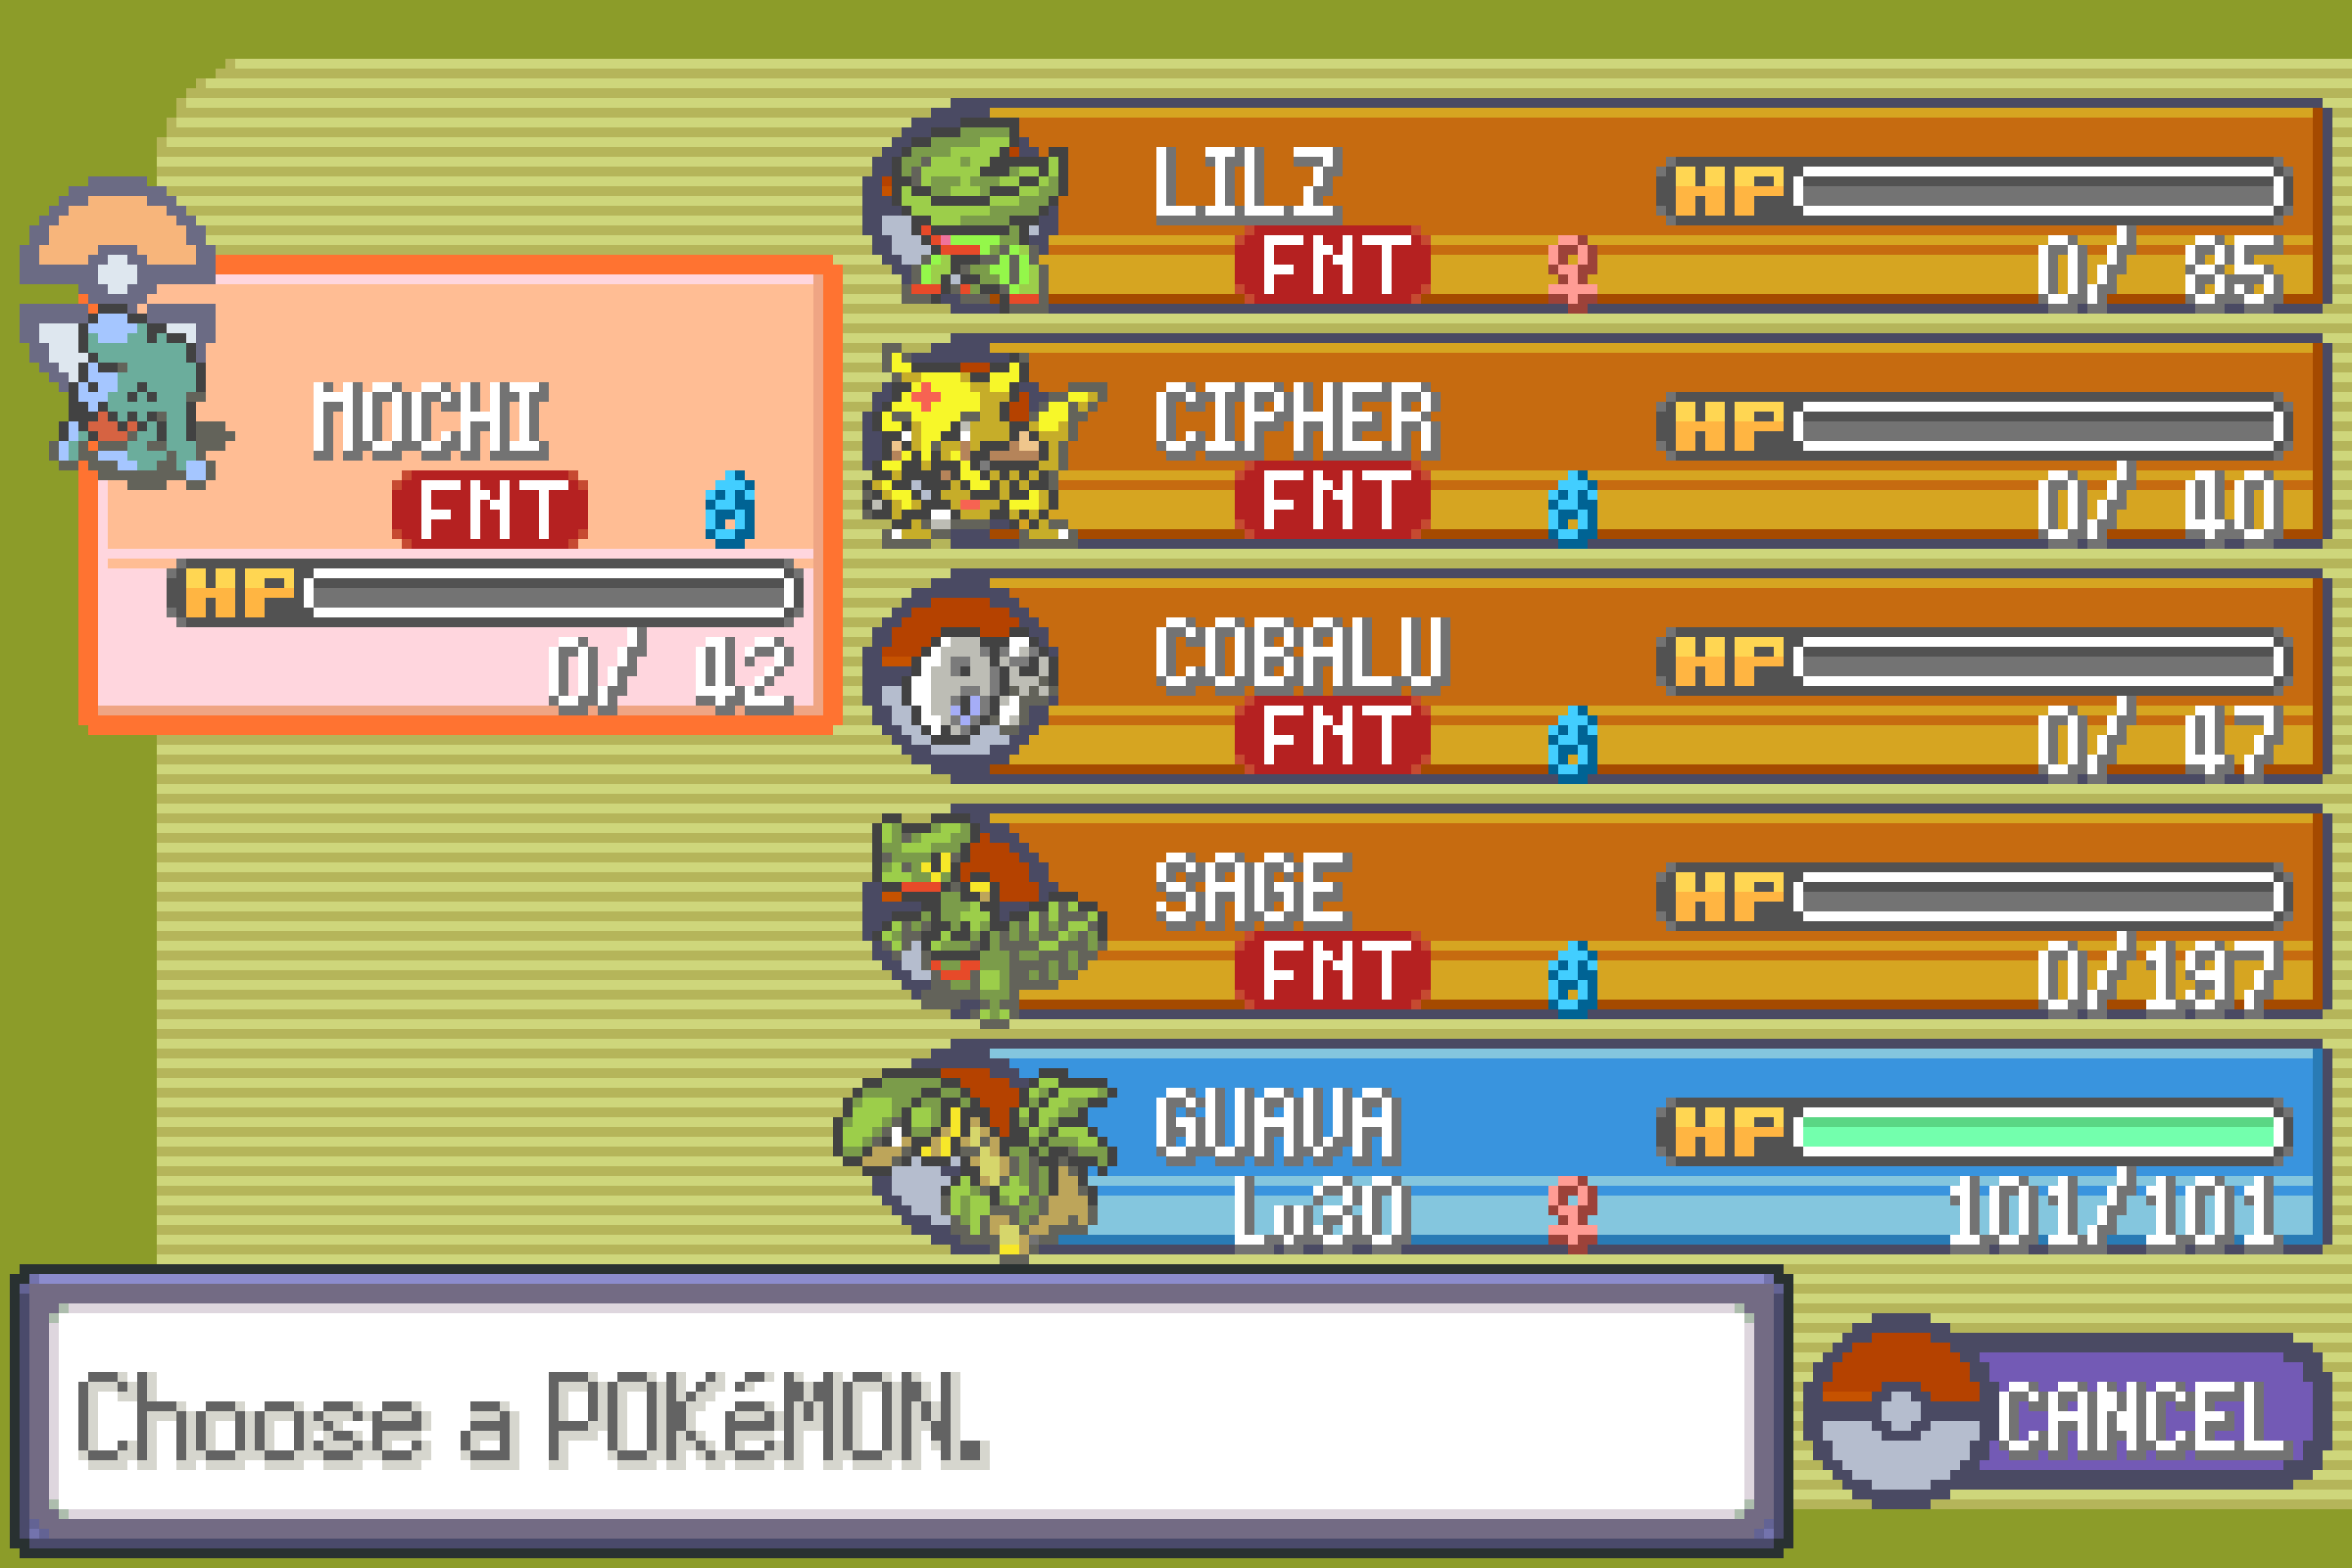 MOCHI
FNT ♂
HP
0/ 42
LILZ
HP
FNT ♀ 0/ 85
CIPHER
HP
FNT ♂ 0/ 40
COBALU
HP
FNT ♂ 0/ 47
SAGE
HP
FNT ♂ 0/197
GUAVA
HP
Lv30 ♀ 101/101
Choose a POKéMON.
CANCEL